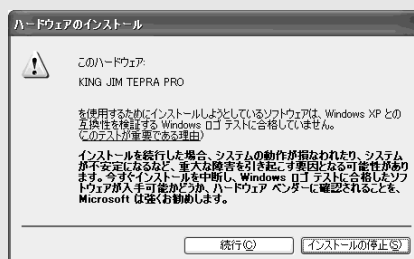 ハードウェアのインストール
このハードウェア:
KING JIM TEPRA PRO
を使用するためにインストールしようとしているソフトウェアは、Windows XP との
互換性を検証する Windows ロゴ テストに合格していません。
(このテストが重要である理由)
インストールを続行した場合、システムの動作が損なわれたり、システム
が不安定になるなど、重大な障害を引き起こす要因となる可能性があり
ます。今すぐインストールを中断し、Windows ロゴ テストに合格したソフ
トウェアが入手可能かどうか、ハードウェア ベンダーに確認されることを、
Microsoft は強くお勧めします。
続行(C)
インストールの停止(S)